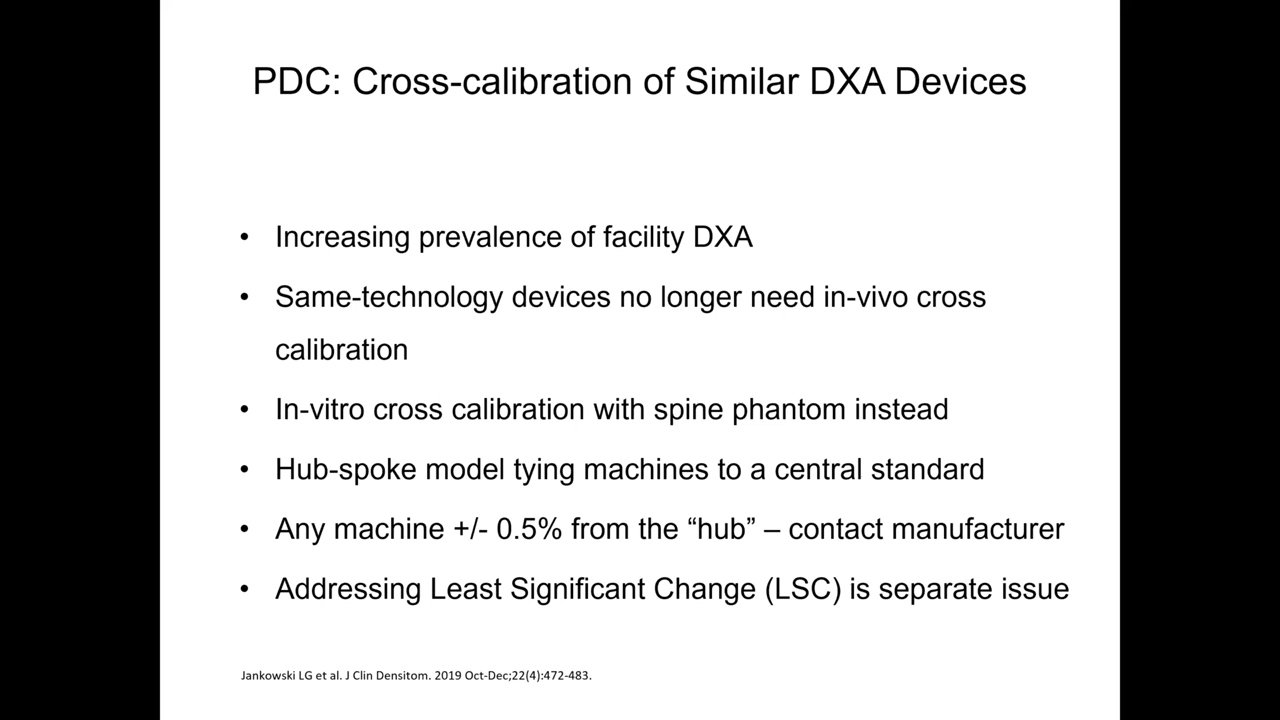 PDC: Cross-calibration of Similar DXA Devices
• Increasing prevalence of facility DXA
• Same-technology devices no longer need in-vivo cross
calibration
• In-vitro cross calibration with spine phantom instead
• Hub-spoke model tying machines to a central standard
• Any machine +/- 0.5% from the “hub” – contact manufacturer
• Addressing Least Significant Change (LSC) is separate issue
Jankowski LG et al. J Clin Densitom. 2019 Oct-Dec;22(4):472-483.